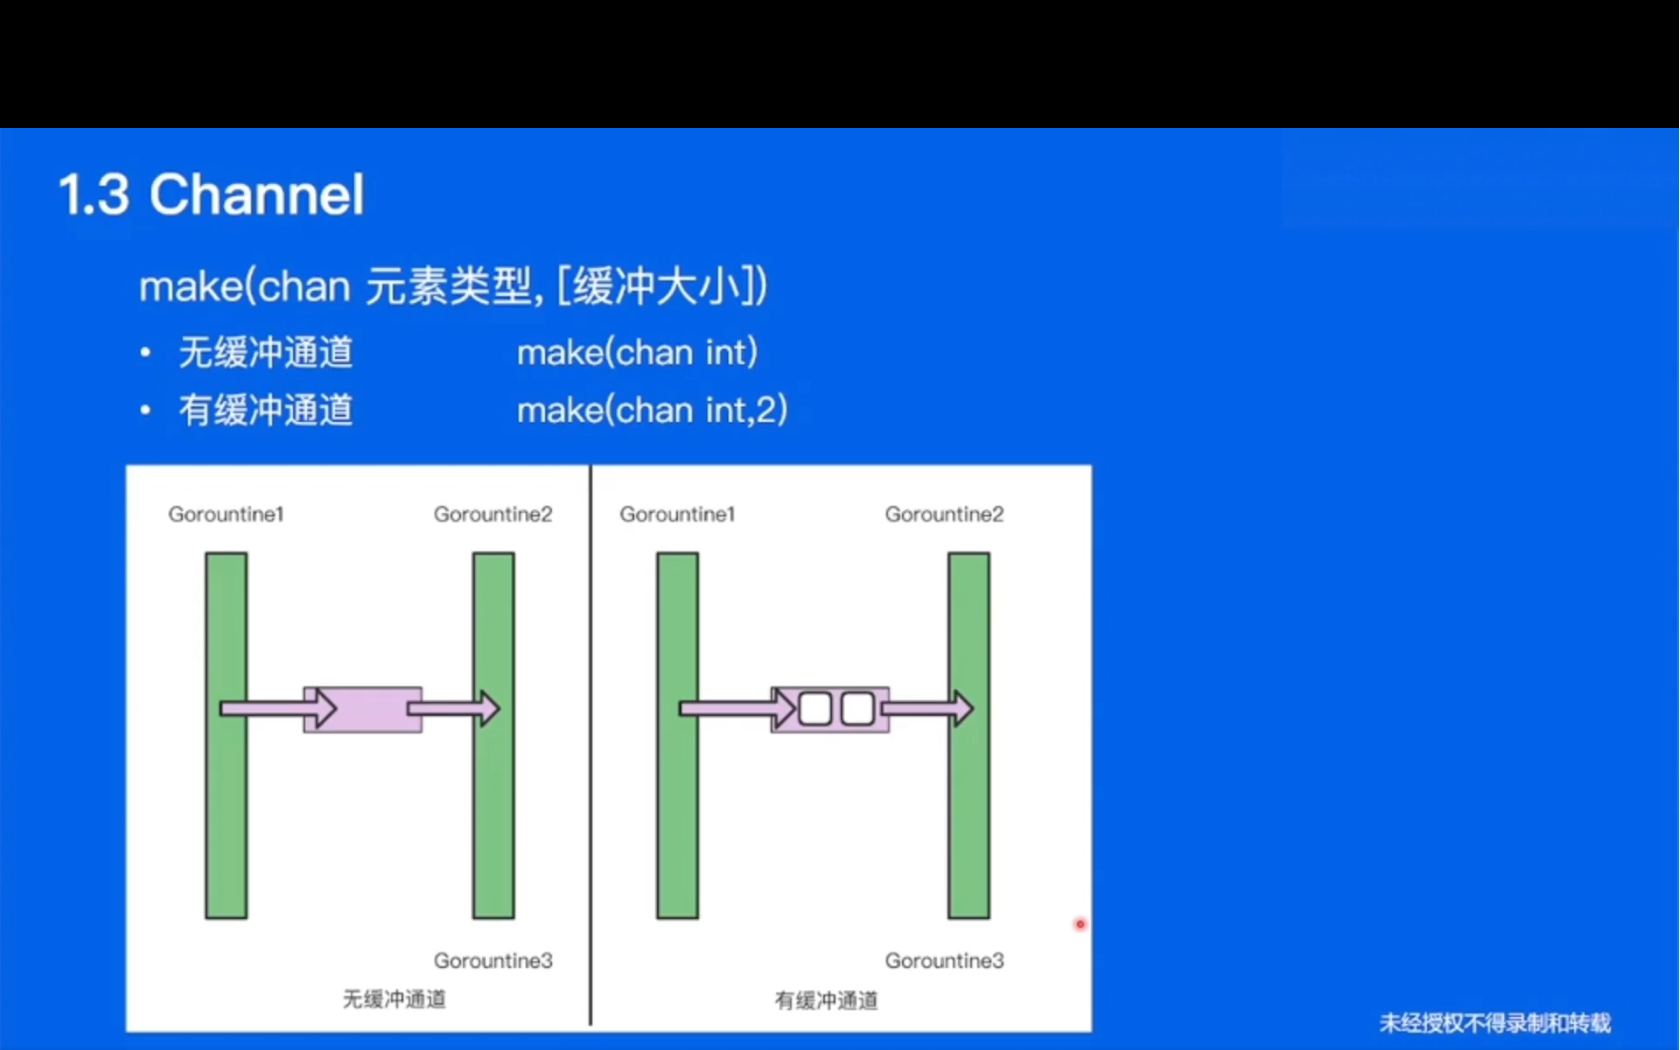 1.3 Channel
make(chan 元素类型, [缓冲大小])
• 无缓冲通道 make(chan int)
• 有缓冲通道 make(chan int,2)
Gorountine1 Gorountine2 Gorountine1 Gorountine2
Gorountine3 Gorountine3
无缓冲通道 有缓冲通道
未经授权不得录制和转载